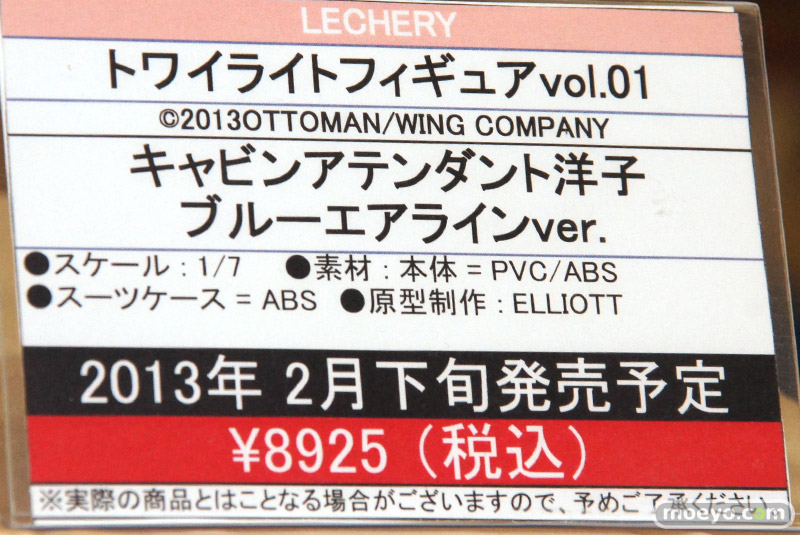 LECHERY
トワイライトフィギュアvol.01
©2013OTTOMAN/WING COMPANY
キャビンアテンダント洋子
ブルーエアラインver.
●スケール：1/7 ●素材：本体＝PVC/ABS
●スーツケース＝ABS ●原型制作：ELLIOTT
2013年 2月下旬発売予定
¥8925（税込）
※実際の商品とはことなる場合がございますので、予めご了承ください。
moeyo.com